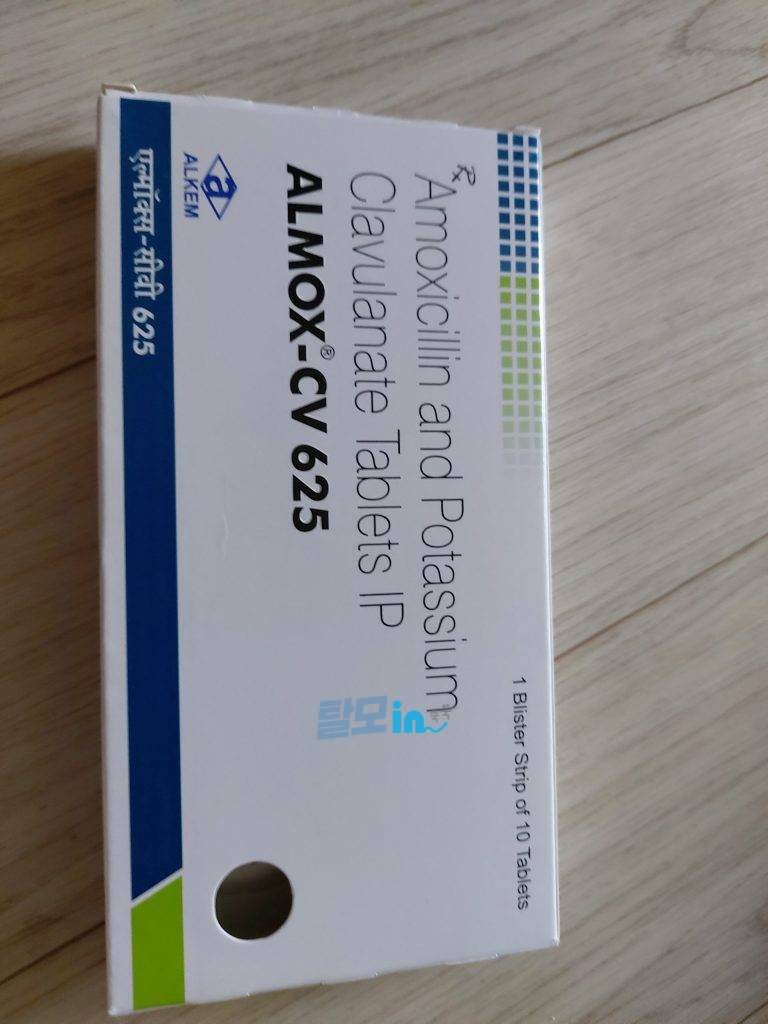 1 Blister Strip of 10 Tablets
Rx
Amoxicillin and Potassium
Clavulanate Tablets IP
ALMOX®-CV 625
a
ALKEM
एल्मॉक्स-सीवी 625
탈모in